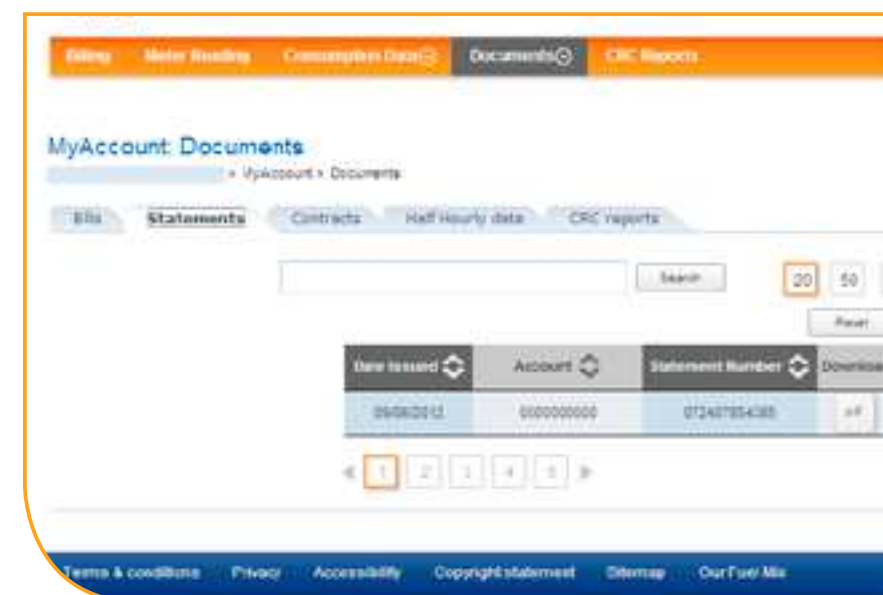 Billing Meter Reading Consumption Data Documents CRC Reports
MyAccount: Documents
» MyAccount » Documents
Bills Statements Contracts Half Hourly data CRC reports
Search 20 50
Reset
Date Issued Account Statement Number Download
0000000000
1 2 3 4 5
Terms & conditions Privacy Accessibility Copyright statement Sitemap Our Fuel Mix